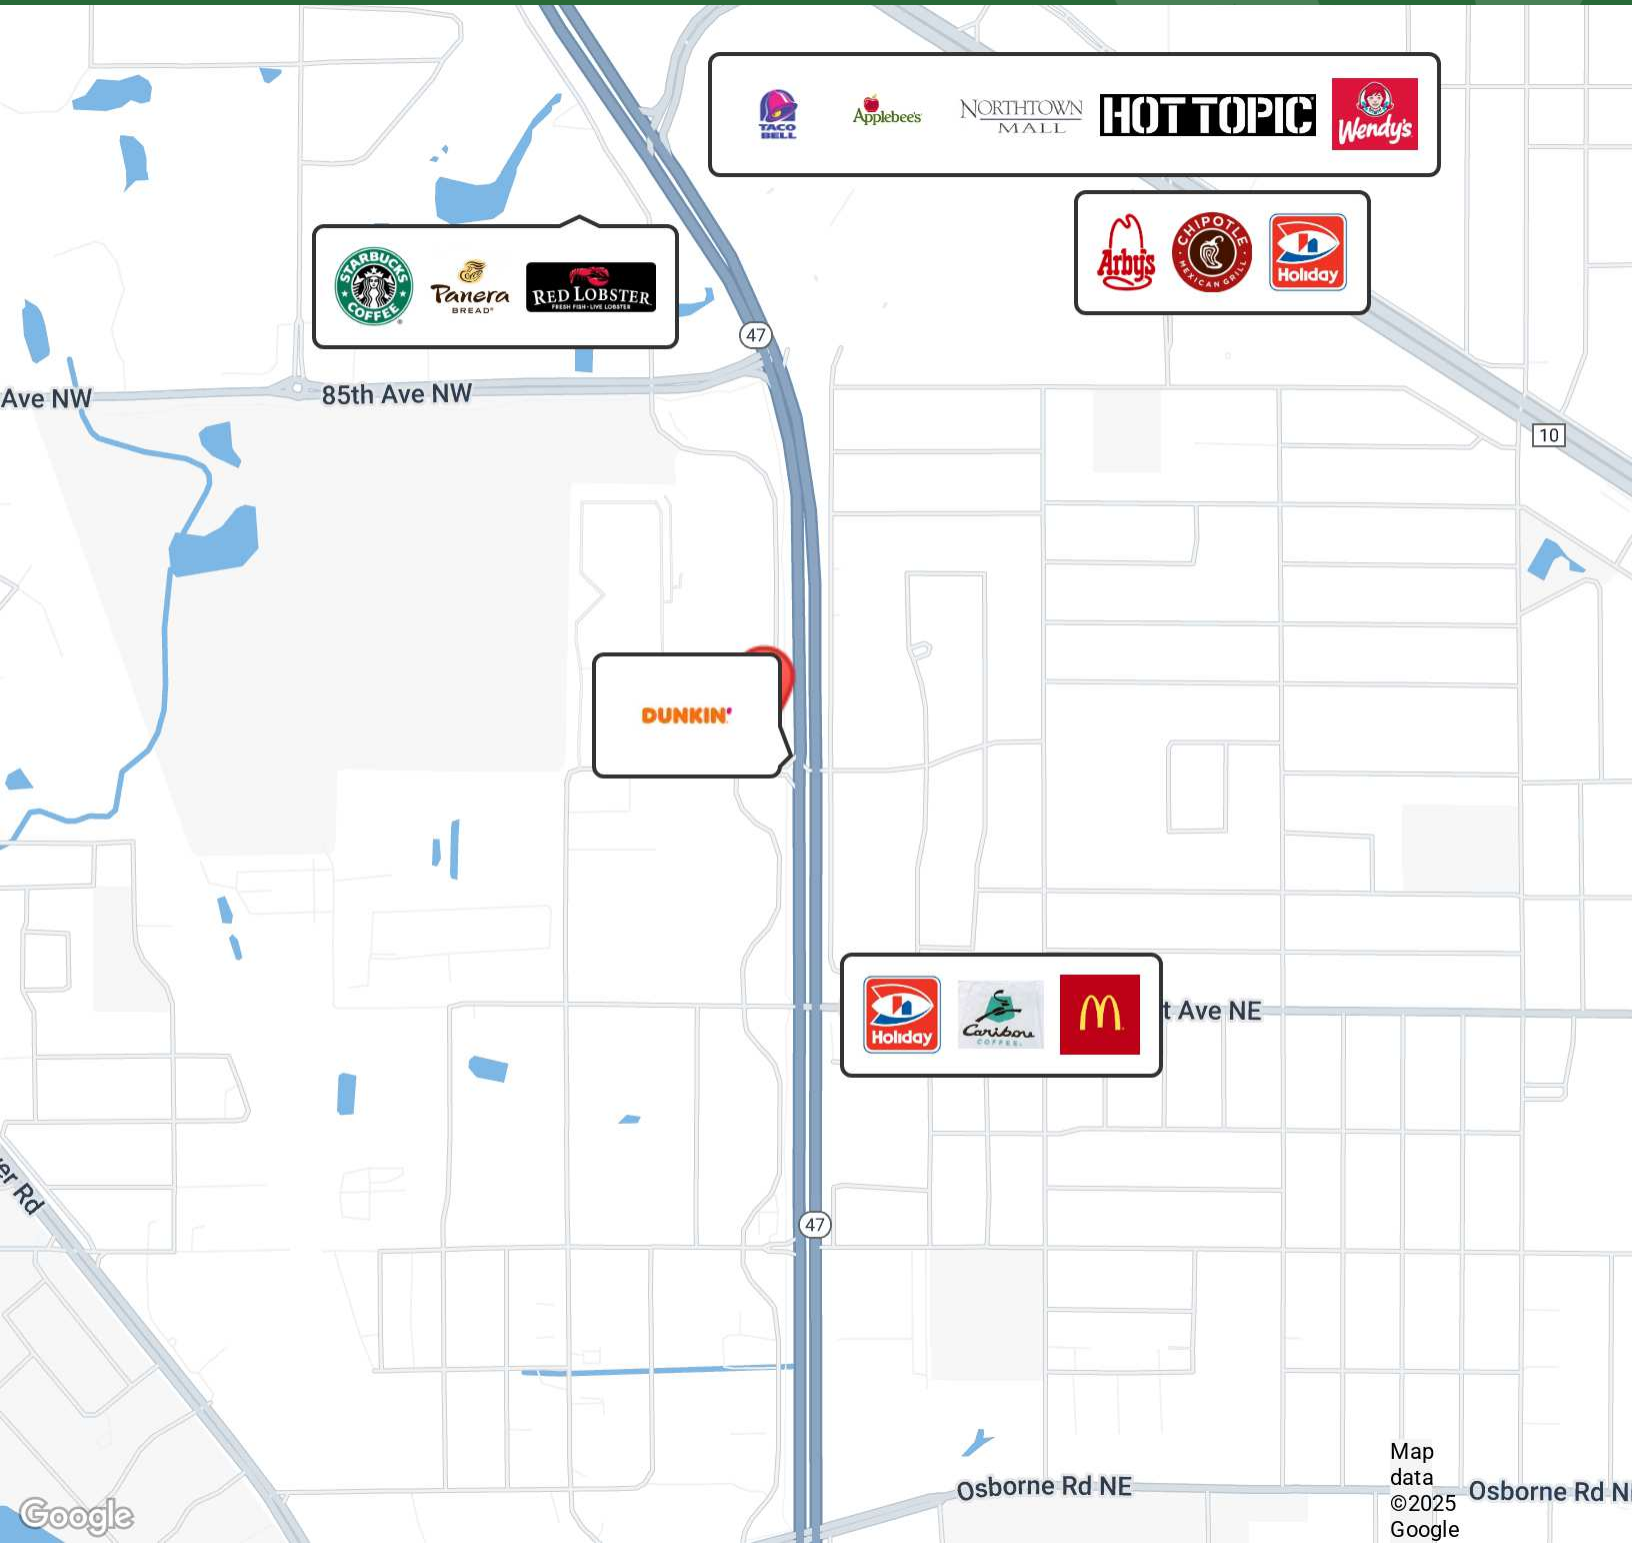 TACO
BELL
Applebee's
NORTHTOWN
MALL
HOT TOPIC
Wendy's
Arby's
CHIPOTLE
MEXICAN GRILL
Holiday
STARBUCKS
COFFEE
Panera
BREAD®
RED LOBSTER
FRESH FISH • LIVE LOBSTER
47
Ave NW
85th Ave NW
10
DUNKIN'
Holiday
Caribou
COFFEE
t Ave NE
er Rd
47
Map
data
©2025
Google
Osborne Rd NE
Osborne Rd N
Google